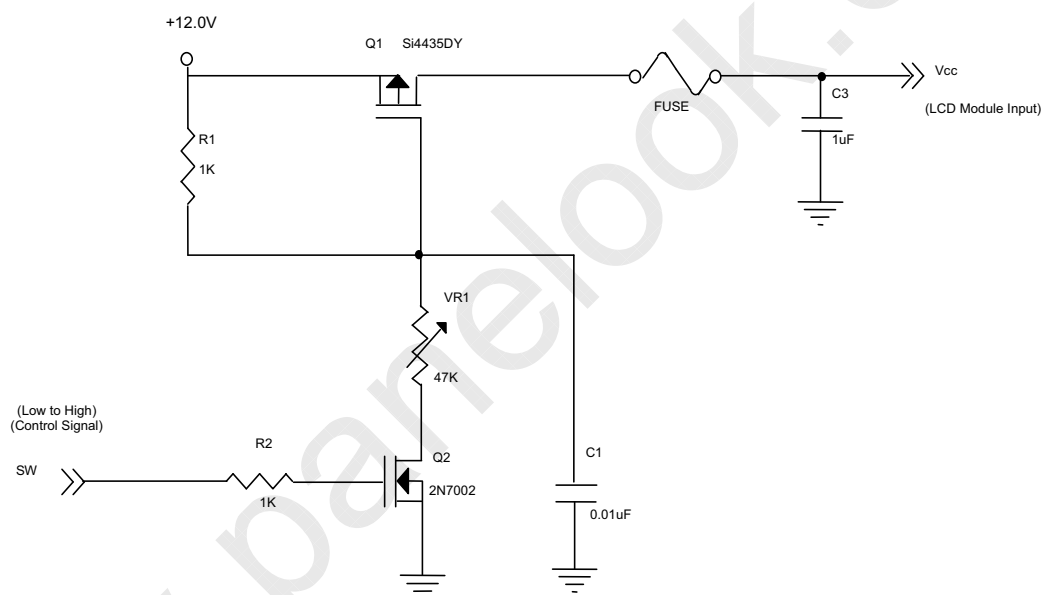 +12.0V
Q1
Si4435DY
Vcc
FUSE
C3
(LCD Module Input)
R1
1uF
1K
VR1
47K
(Low to High)
(Control Signal)
R2
C1
Q2
SW
2N7002
1K
0.01uF
panelook.